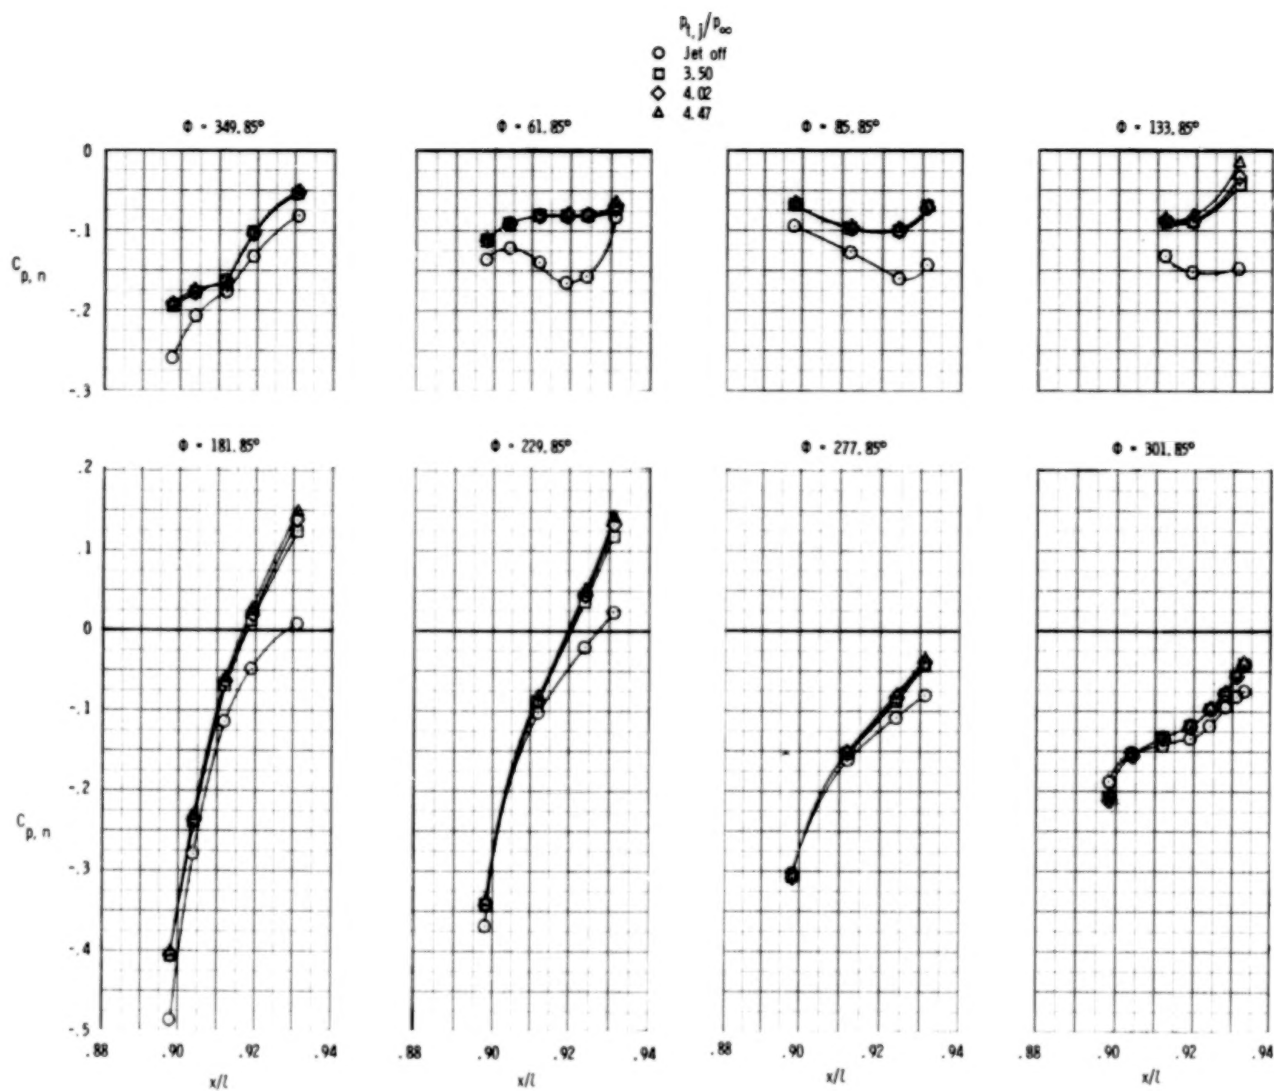 p_t,j/p_∞
Jet off
3.50
4.02
4.47
Φ = 349.85°
Φ = 61.85°
Φ = 85.85°
Φ = 133.85°
0
-.1
C_p,n
-.2
-.3
Φ = 181.85°
Φ = 229.85°
Φ = 277.85°
Φ = 301.85°
.2
.1
0
-.1
-.2
C_p,n
-.3
-.4
-.5
.88 .90 .92 .94 .88 .90 .92 .94 .88 .90 .92 .94 .88 .90 .92 .94
x/l x/l x/l x/l